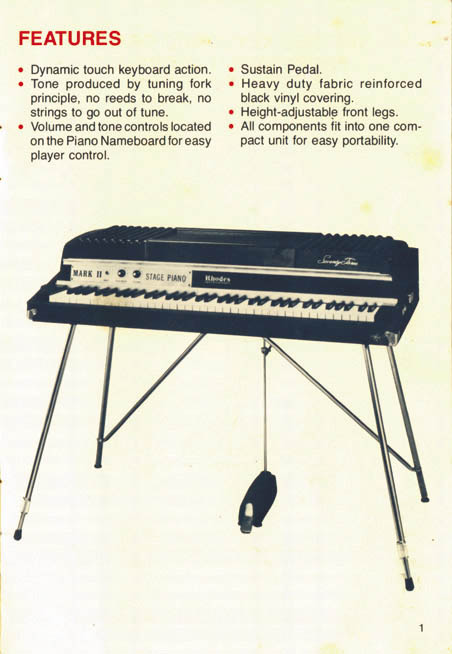 FEATURES
• Dynamic touch keyboard action.
• Tone produced by tuning fork
principle, no reeds to break, no
strings to go out of tune.
• Volume and tone controls located
on the Piano Nameboard for easy
player control.
• Sustain Pedal.
• Heavy duty fabric reinforced
black vinyl covering.
• Height-adjustable front legs.
• All components fit into one com-
pact unit for easy portability.
Seventy Three
MARK II
STAGE PIANO
Rhodes
1